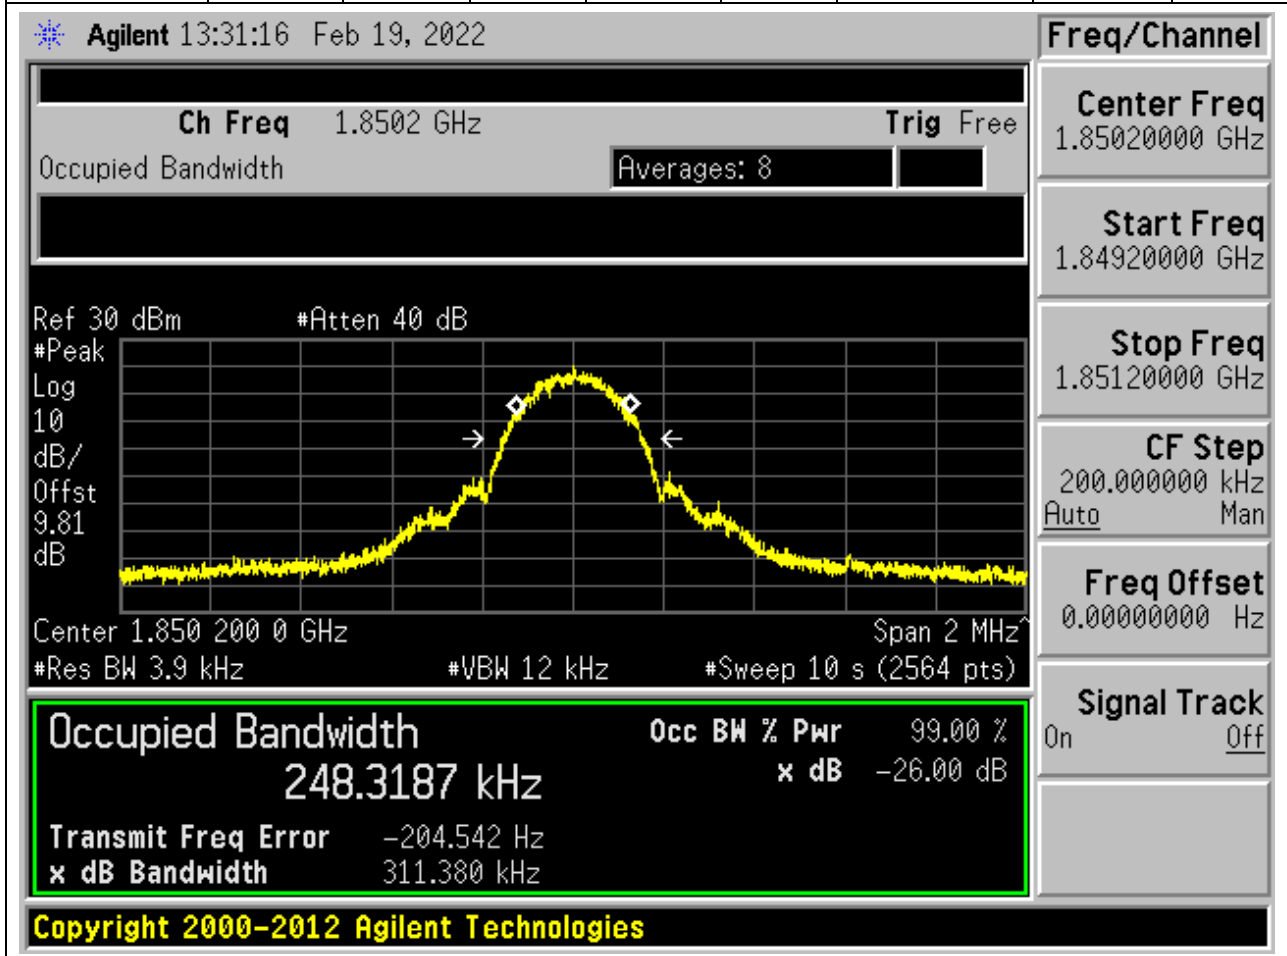 Agilent 13:31:16 Feb 19, 2022
Ch Freq 1.8502 GHz Trig Free
Occupied Bandwidth Averages: 8
Ref 30 dBm #Atten 40 dB
#Peak
Log
10
dB/
Offst
9.81
dB
Center 1.850 200 0 GHz Span 2 MHz^
#Res BW 3.9 kHz #VBW 12 kHz #Sweep 10 s (2564 pts)
Occupied Bandwidth Occ BW % Pwr 99.00 %
248.3187 kHz x dB -26.00 dB
Transmit Freq Error -204.542 Hz
x dB Bandwidth 311.380 kHz
Copyright 2000-2012 Agilent Technologies
Freq/Channel
Center Freq
1.85020000 GHz
Start Freq
1.84920000 GHz
Stop Freq
1.85120000 GHz
CF Step
200.000000 kHz
Auto Man
Freq Offset
0.00000000 Hz
Signal Track
On Off